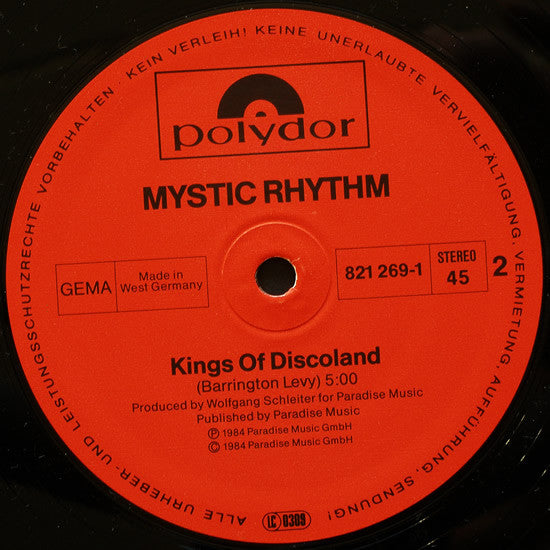 ALLE URHEBER- UND LEISTUNGSSCHUTZRECHTE VORBEHALTEN · KEIN VERLEIH! KEINE UNERLAUBTE VERVIELFÄLTIGUNG, VERMIETUNG, AUFFÜHRUNG, SENDUNG!
polydor
MYSTIC RHYTHM
GEMA
Made in
West Germany
821 269-1
STEREO
45
2
Kings Of Discoland
(Barrington Levy) 5:00
Produced by Wolfgang Schleiter for Paradise Music
Published by Paradise Music
Ⓟ 1984 Paradise Music GmbH
© 1984 Paradise Music GmbH
LC 0309